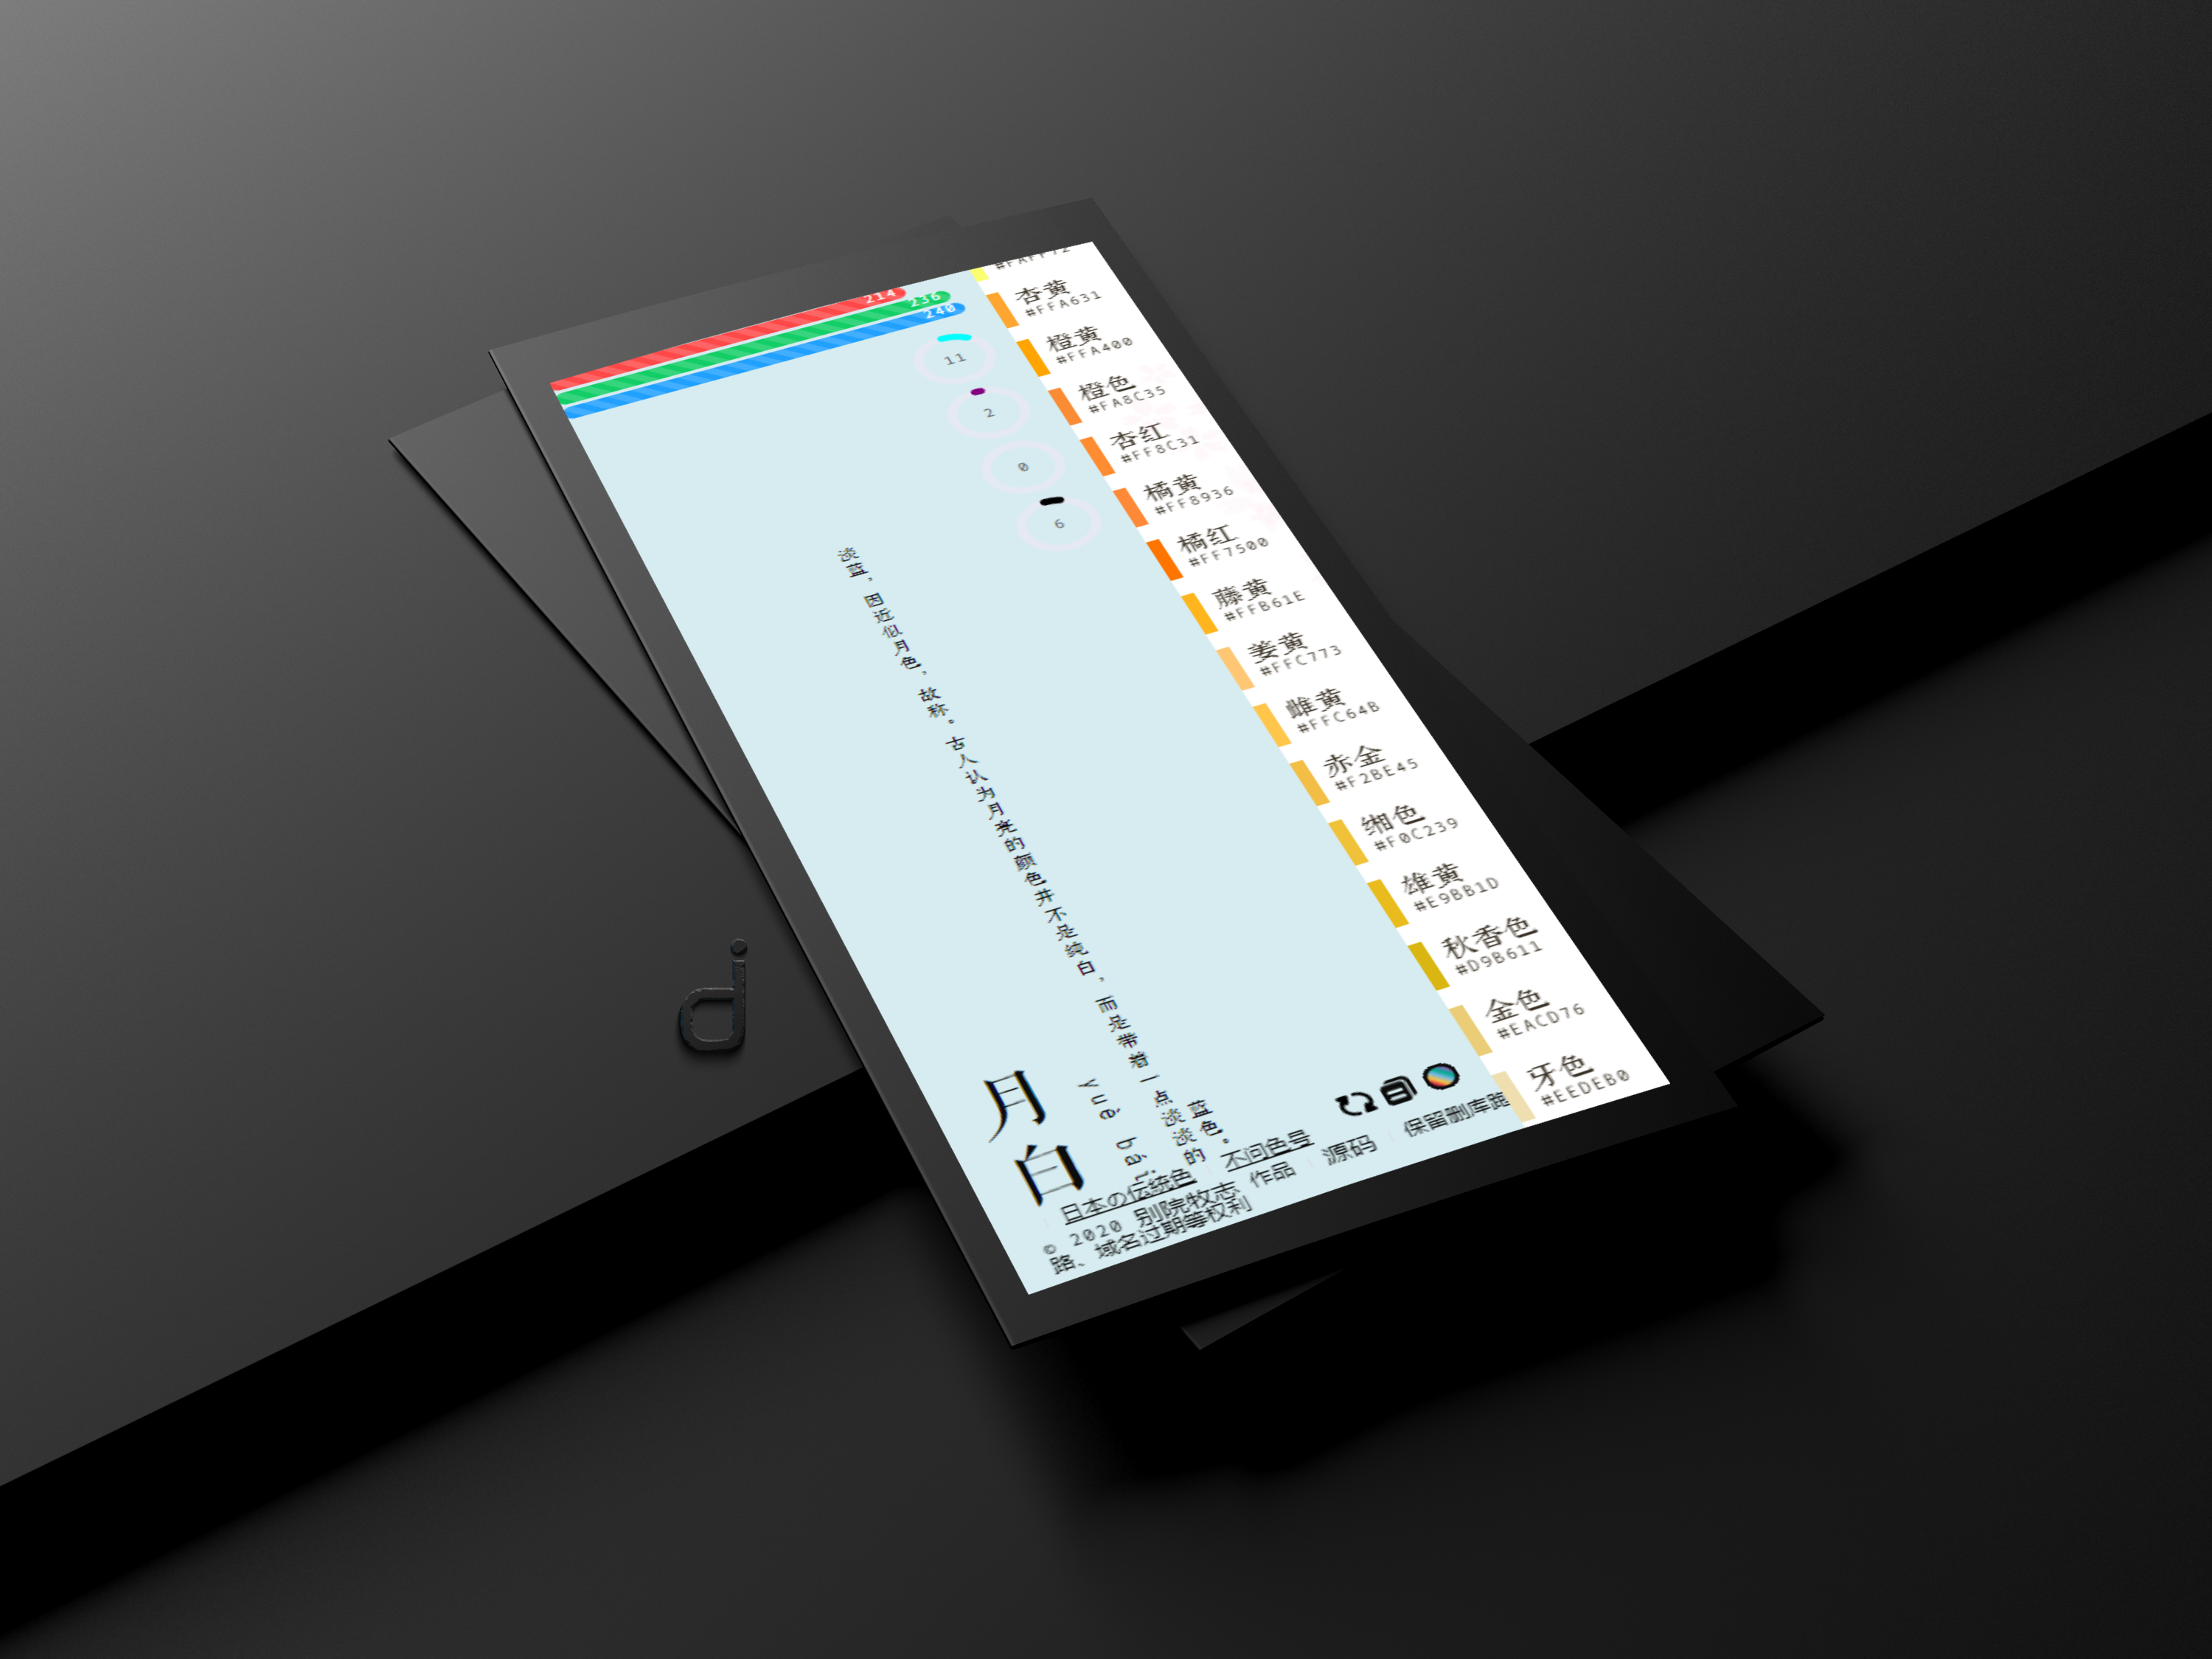 214
236
240
11
2
0
6
淡蓝，因近似月色，故称。古人认为月亮的颜色并不是纯白，而是带着一点淡淡的
蓝色。
yuè bái
月白
日本の伝統色
不问色号
© 2020 别院牧志 作品
源码
保留删库跑
路、域名过期等权利
#FAFF72
杏黄
#FFA631
橙黄
#FFA400
橙色
#FA8C35
杏红
#FF8C31
橘黄
#FF8936
橘红
#FF7500
藤黄
#FFB61E
姜黄
#FFC773
雌黄
#FFC64B
赤金
#F2BE45
缃色
#F0C239
雄黄
#E9BB1D
秋香色
#D9B611
金色
#EACD76
牙色
#EEDEB0
d